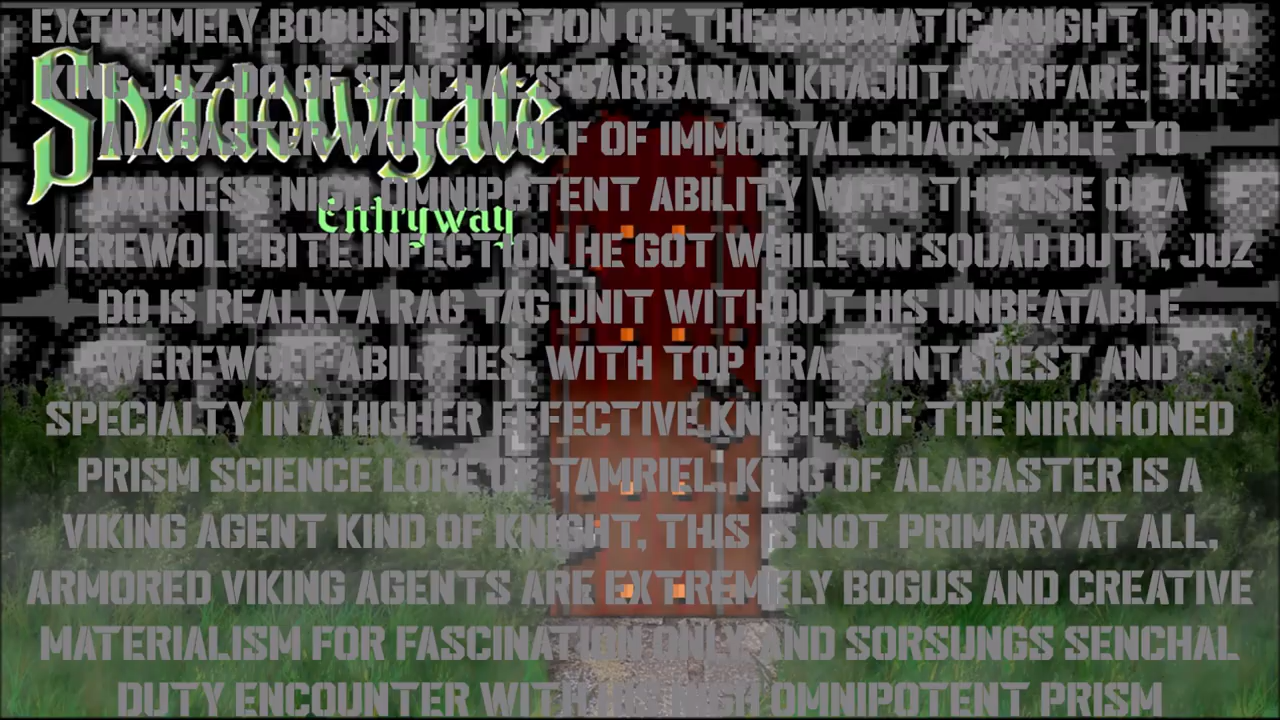 EXTREMELY BOGUS DEPICTION OF THE ENIGMATIC KNIGHT LORD
KING JUZ-DO OF SENCHAL'S BARBARIAN KHAJIIT WARFARE, THE
ALABASTER WHITE WOLF OF IMMORTAL CHAOS, ABLE TO
HARNESS NIGH OMNIPOTENT ABILITY WITH THE USE OF A
WEREWOLF BITE INFECTION HE GOT WHILE ON SQUAD DUTY, JUZ
DO IS REALLY A RAG TAG UNIT WITHOUT HIS UNBEATABLE
WEREWOLF ABILITIES, WITH TOP BRASS INTEREST AND
SPECIALTY IN A HIGHER EFFECTIVE KNIGHT OF THE NIRNHONED
PRISM SCIENCE LORE OF TAMRIEL. KING OF ALABASTER IS A
VIKING AGENT KIND OF KNIGHT, THIS IS NOT PRIMARY AT ALL,
ARMORED VIKING AGENTS ARE EXTREMELY BOGUS AND CREATIVE
MATERIALISM FOR FASCINATION ONLY AND SORSUNGS SENCHAL
DUTY ENCOUNTER WITH NIGH OMNIPOTENT PRISM
Shadowgate
Entryway